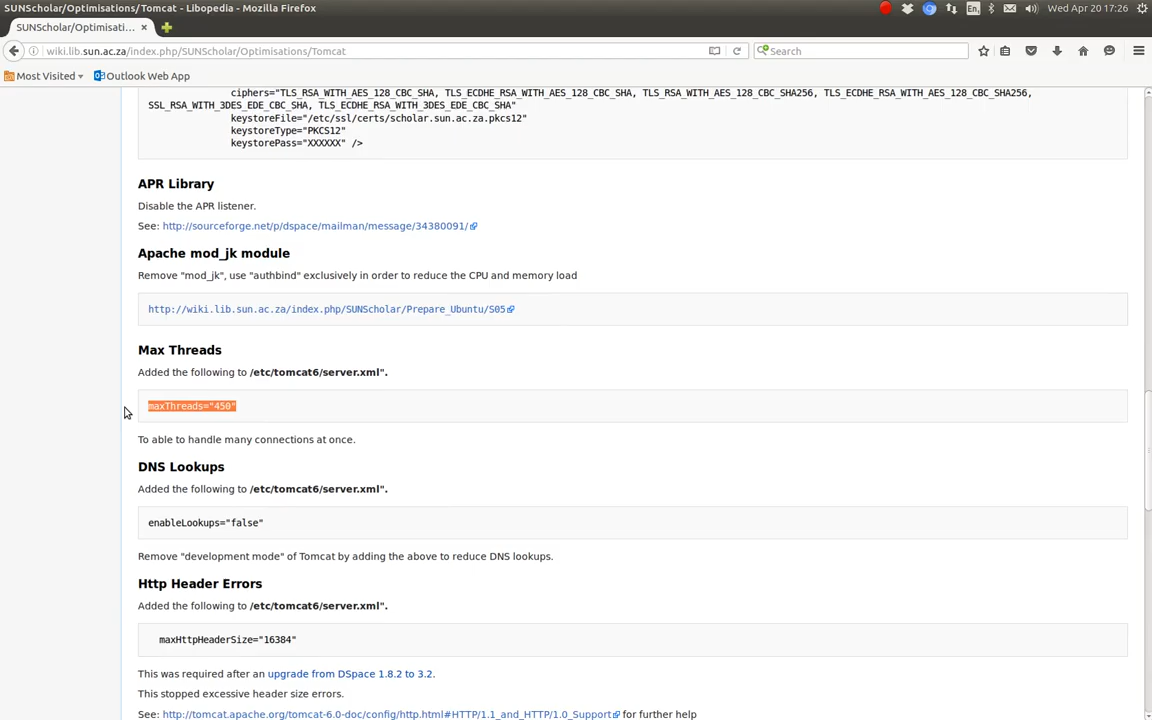 SUNScholar/Optimisations/Tomcat - Libopedia - Mozilla Firefox
En
Wed Apr 20 17:26
SUNScholar/Optimisati...
wiki.lib.sun.ac.za/index.php/SUNScholar/Optimisations/Tomcat
Search
Most Visited
Outlook Web App
ciphers="TLS_RSA_WITH_AES_128_CBC_SHA, TLS_ECDHE_RSA_WITH_AES_128_CBC_SHA, TLS_RSA_WITH_AES_128_CBC_SHA256, TLS_ECDHE_RSA_WITH_AES_128_CBC_SHA256,
SSL_RSA_WITH_3DES_EDE_CBC_SHA, TLS_ECDHE_RSA_WITH_3DES_EDE_CBC_SHA"
keystoreFile="/etc/ssl/certs/scholar.sun.ac.za.pkcs12"
keystoreType="PKCS12"
keystorePass="XXXXXX" />
APR Library
Disable the APR listener.
See: http://sourceforge.net/p/dspace/mailman/message/34380091/
Apache mod_jk module
Remove "mod_jk", use "authbind" exclusively in order to reduce the CPU and memory load
http://wiki.lib.sun.ac.za/index.php/SUNScholar/Prepare_Ubuntu/S05
Max Threads
Added the following to /etc/tomcat6/server.xml".
maxThreads="450"
To able to handle many connections at once.
DNS Lookups
Added the following to /etc/tomcat6/server.xml".
enableLookups="false"
Remove "development mode" of Tomcat by adding the above to reduce DNS lookups.
Http Header Errors
Added the following to /etc/tomcat6/server.xml".
maxHttpHeaderSize="16384"
This was required after an upgrade from DSpace 1.8.2 to 3.2.
This stopped excessive header size errors.
See: http://tomcat.apache.org/tomcat-6.0-doc/config/http.html#HTTP/1.1_and_HTTP/1.0_Support for further help